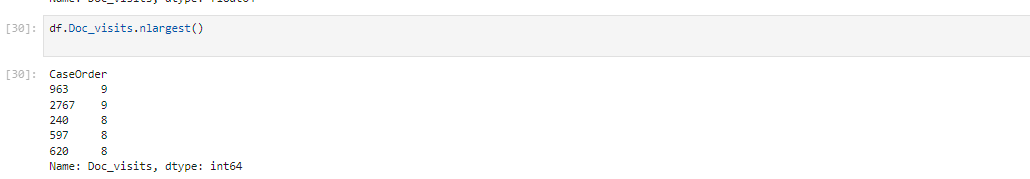 Name: Doc_visits, dtype: float64
[30]: df.Doc_visits.nlargest()
[30]: CaseOrder
963 9
2767 9
240 8
597 8
620 8
Name: Doc_visits, dtype: int64